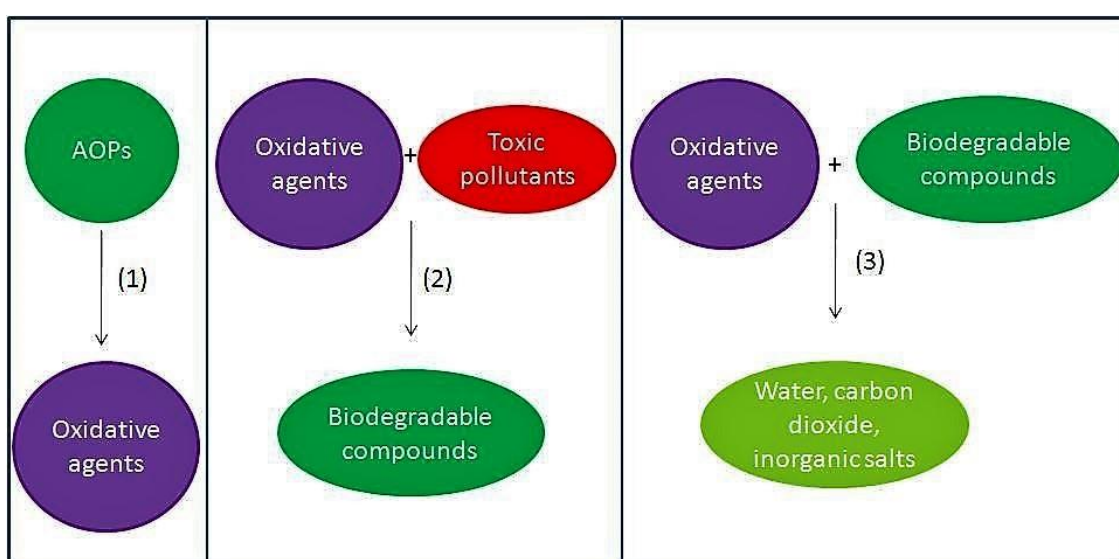 AOPs
(1)
Oxidative
agents
Oxidative
agents
+
Toxic
pollutants
(2)
Biodegradable
compounds
Oxidative
agents
+
Biodegradable
compounds
(3)
Water, carbon
dioxide,
inorganic salts